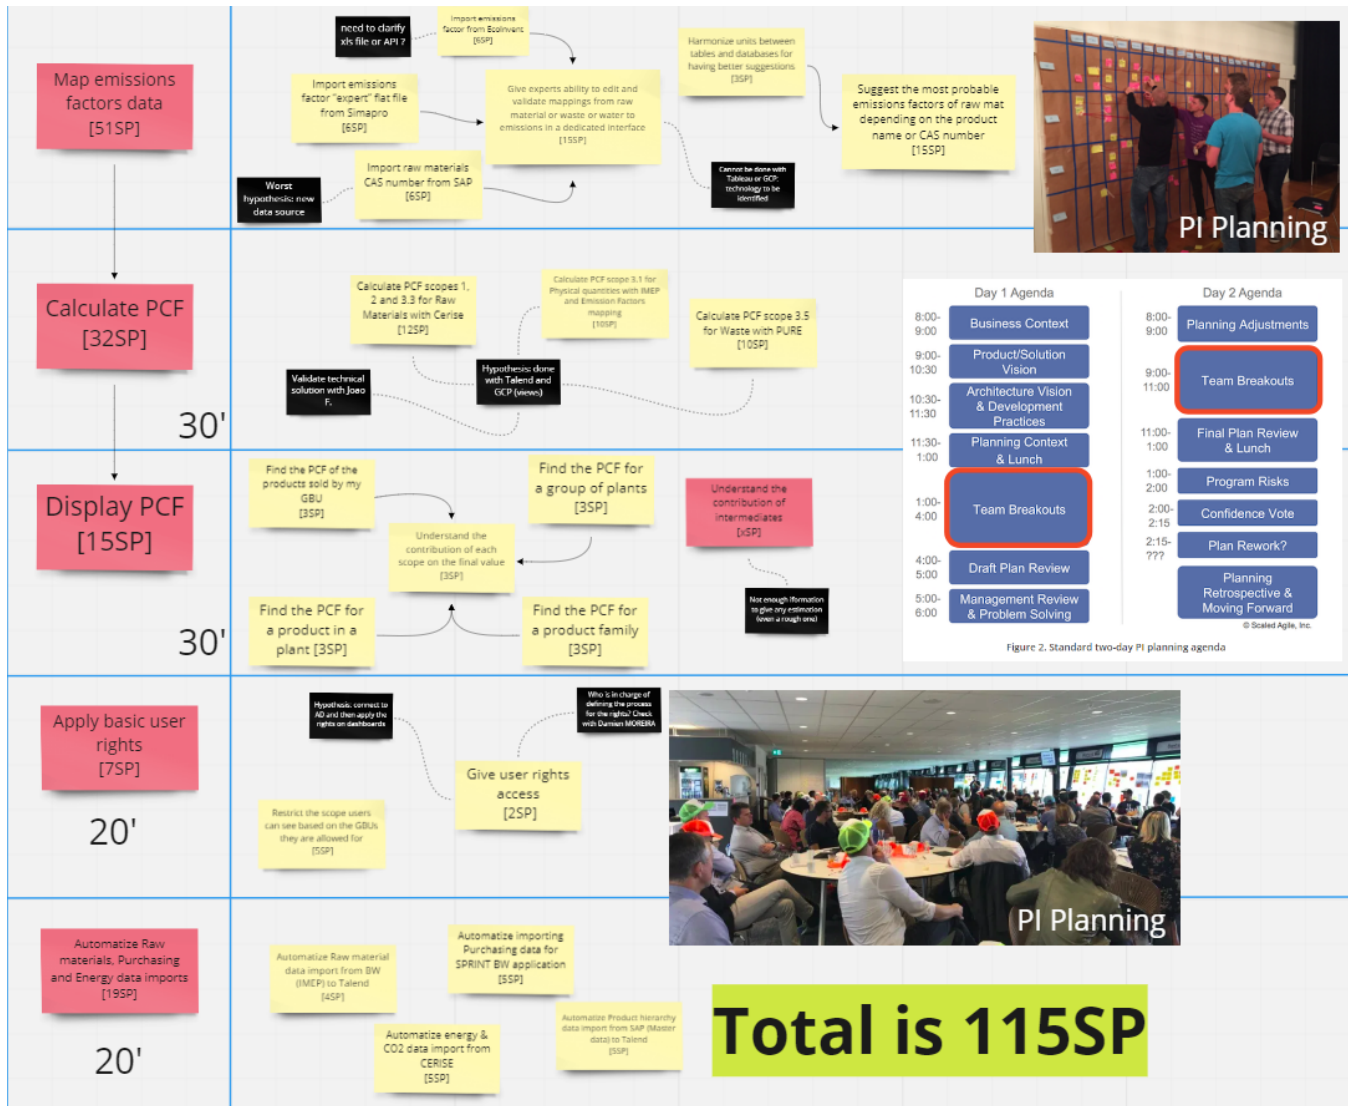 Map emissions
factors data
[51SP]
need to clarify
xls file or API ?
Import emissions
factor from EcoInvent
[6SP]
Import emissions
factor "expert" flat file
from Simapro
[6SP]
Worst
hypothesis: new
data source
Import raw materials
CAS number from SAP
[6SP]
Give experts ability to edit and
validate mappings from raw
material or waste or water to
emissions in a dedicated interface
[15SP]
Harmonize units between
tables and databases for
having better suggestions
[3SP]
Cannot be done with
Tableau or GCP:
technology to be
identified
Suggest the most probable
emissions factors of raw mat
depending on the product
name or CAS number
[15SP]
PI Planning
Calculate PCF
[32SP]
30'
Calculate PCF scopes 1,
2 and 3.3 for Raw
Materials with Cerise
[12SP]
Calculate PCF scope 3.1 for
Physical quantities with IMEP
and Emission Factors
mapping
[10SP]
Calculate PCF scope 3.5
for Waste with PURE
[10SP]
Validate technical
solution with Joao
F.
Hypothesis: done
with Talend and
GCP (views)
Day 1 Agenda
8:00-
9:00
Business Context
9:00-
10:30
Product/Solution
Vision
10:30-
11:30
Architecture Vision
& Development
Practices
11:30-
1:00
Planning Context
& Lunch
1:00-
4:00
Team Breakouts
4:00-
5:00
Draft Plan Review
5:00-
6:00
Management Review
& Problem Solving
Day 2 Agenda
8:00-
9:00
Planning Adjustments
9:00-
11:00
Team Breakouts
11:00-
1:00
Final Plan Review
& Lunch
1:00-
2:00
Program Risks
2:00-
2:15
Confidence Vote
2:15-
???
Plan Rework?
Planning
Retrospective &
Moving Forward
© Scaled Agile, Inc.
Figure 2. Standard two-day PI planning agenda
Display PCF
[15SP]
30'
Find the PCF of the
products sold by my
GBU
[3SP]
Find the PCF for
a group of plants
[3SP]
Understand the
contribution of each
scope on the final value
[3SP]
Find the PCF for
a product in a
plant [3SP]
Find the PCF for
a product family
[3SP]
Understand the
contribution of
intermediates
[xSP]
Not enough iformation
to give any estimation
(even a rough one)
Apply basic user
rights
[7SP]
20'
Hypothesis: connect to
AD and then apply the
rights on dashboards
Who is in charge of
defining the process
for the rights? Check
with Damien MOREIRA
Give user rights
access
[2SP]
Restrict the scope users
can see based on the GBUs
they are allowed for
[5SP]
PI Planning
Automatize Raw
materials, Purchasing
and Energy data imports
[19SP]
20'
Automatize Raw material
data import from BW
(IMEP) to Talend
[4SP]
Automatize importing
Purchasing data for
SPRINT BW application
[5SP]
Automatize energy &
CO2 data import from
CERISE
[5SP]
Automatize Product hierarchy
data import from SAP (Master
data) to Talend
[5SP]
Total is 115SP